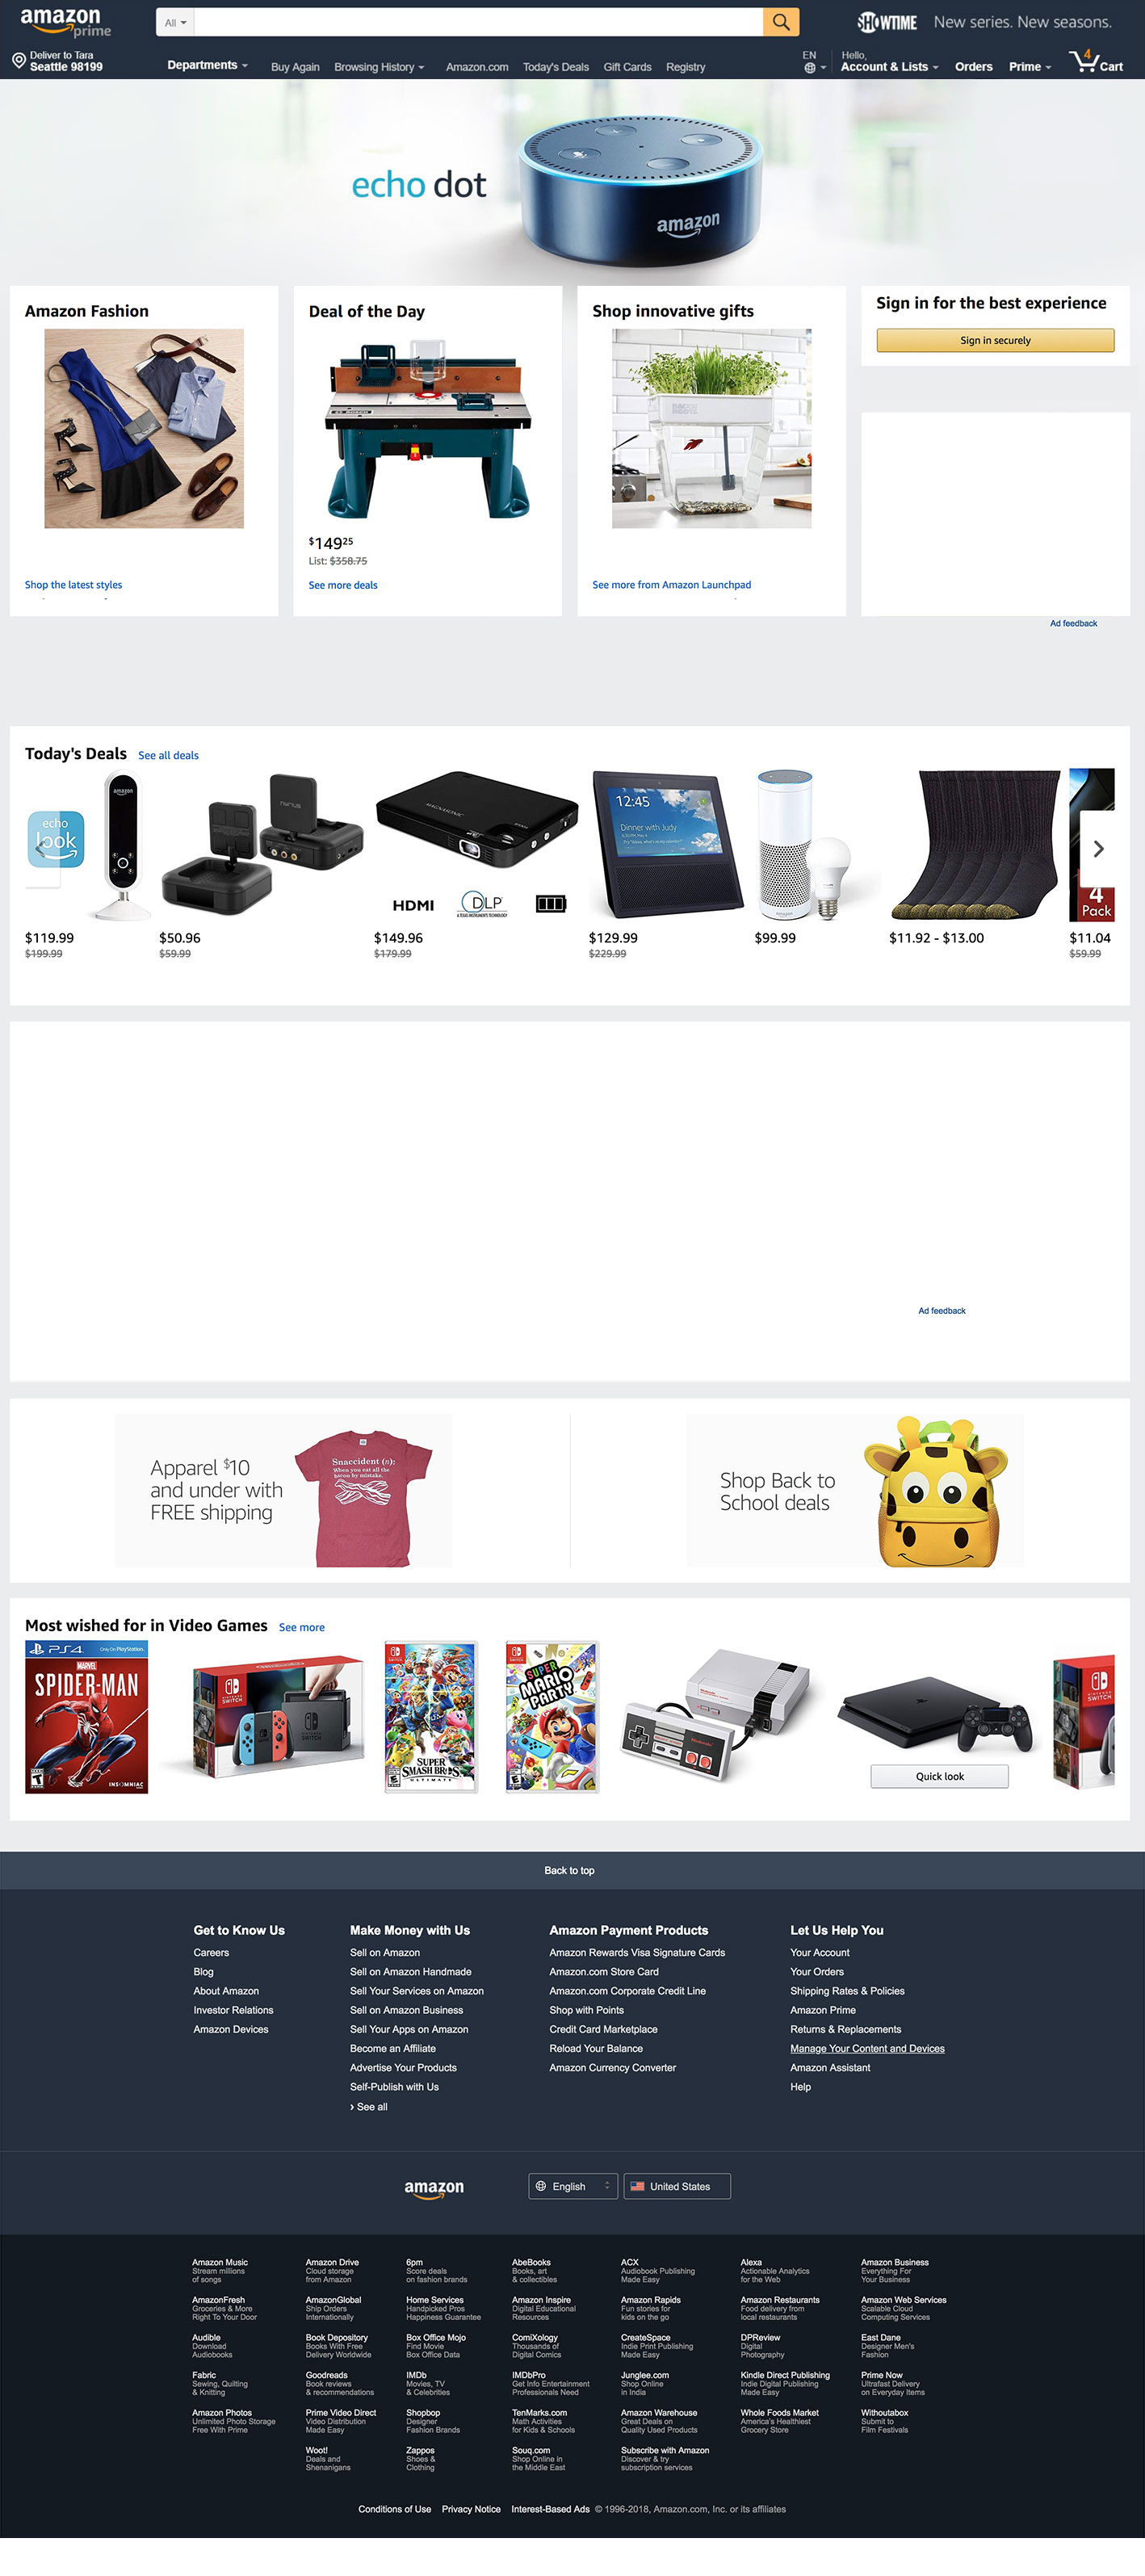 amazon
prime
All
SHOWTIME New series. New seasons.
Deliver to Tara
Seattle 98199
Departments
Buy Again
Browsing History
Amazon.com
Today's Deals
Gift Cards
Registry
EN
Hello,
Account & Lists
Orders
Prime
4
Cart
echo dot
amazon
Amazon Fashion
Shop the latest styles
Deal of the Day
$149 25
List: $358.75
See more deals
Shop innovative gifts
See more from Amazon Launchpad
Sign in for the best experience
Sign in securely
Ad feedback
Today's Deals See all deals
echo
look
amazon
HDMI
DLP
12:45
Dinner with Judy
4
Pack
$119.99
$199.99
$50.96
$59.99
$149.96
$179.99
$129.99
$229.99
$99.99
$11.92 - $13.00
$11.04
$59.99
Ad feedback
Apparel $10
and under with
FREE shipping
Snaccident (n):
When you eat all the
bacon by mistake.
Shop Back to
School deals
Most wished for in Video Games See more
PS4 Only On PlayStation
MARVEL
SPIDER-MAN
INSOMNIAC
NINTENDO
SWITCH
SUPER
SMASH BROS.
ULTIMATE
SUPER
MARIO
PARTY
Nintendo
Quick look
NINTENDO
SWITCH
Back to top
Get to Know Us
Careers
Blog
About Amazon
Investor Relations
Amazon Devices
Make Money with Us
Sell on Amazon
Sell on Amazon Handmade
Sell Your Services on Amazon
Sell on Amazon Business
Sell Your Apps on Amazon
Become an Affiliate
Advertise Your Products
Self-Publish with Us
› See all
Amazon Payment Products
Amazon Rewards Visa Signature Cards
Amazon.com Store Card
Amazon.com Corporate Credit Line
Shop with Points
Credit Card Marketplace
Reload Your Balance
Amazon Currency Converter
Let Us Help You
Your Account
Your Orders
Shipping Rates & Policies
Amazon Prime
Returns & Replacements
Manage Your Content and Devices
Amazon Assistant
Help
amazon
English
United States
Amazon Music
Stream millions
of songs
Amazon Drive
Cloud storage
from Amazon
6pm
Score deals
on fashion brands
AbeBooks
Books, art
& collectibles
ACX
Audiobook Publishing
Made Easy
Alexa
Actionable Analytics
for the Web
Amazon Business
Everything For
Your Business
AmazonFresh
Groceries & More
Right To Your Door
AmazonGlobal
Ship Orders
Internationally
Home Services
Handpicked Pros
Happiness Guarantee
Amazon Inspire
Digital Educational
Resources
Amazon Rapids
Fun stories for
kids on the go
Amazon Restaurants
Food delivery from
local restaurants
Amazon Web Services
Scalable Cloud
Computing Services
Audible
Download
Audiobooks
Book Depository
Books With Free
Delivery Worldwide
Box Office Mojo
Find Movie
Box Office Data
ComiXology
Thousands of
Digital Comics
CreateSpace
Indie Print Publishing
Made Easy
DPReview
Digital
Photography
East Dane
Designer Men's
Fashion
Fabric
Sewing, Quilting
& Knitting
Goodreads
Book reviews
& recommendations
IMDb
Movies, TV
& Celebrities
IMDbPro
Get Info Entertainment
Professionals Need
Junglee.com
Shop Online
in India
Kindle Direct Publishing
Indie Digital Publishing
Made Easy
Prime Now
Ultrafast Delivery
on Everyday Items
Amazon Photos
Unlimited Photo Storage
Free With Prime
Prime Video Direct
Video Distribution
Made Easy
Shopbop
Designer
Fashion Brands
TenMarks.com
Math Activities
for Kids & Schools
Amazon Warehouse
Great Deals on
Quality Used Products
Whole Foods Market
America's Healthiest
Grocery Store
Withoutabox
Submit to
Film Festivals
Woot!
Deals and
Shenanigans
Zappos
Shoes &
Clothing
Souq.com
Shop Online in
the Middle East
Subscribe with Amazon
Discover & try
subscription services
Conditions of Use Privacy Notice Interest-Based Ads © 1996-2018, Amazon.com, Inc. or its affiliates